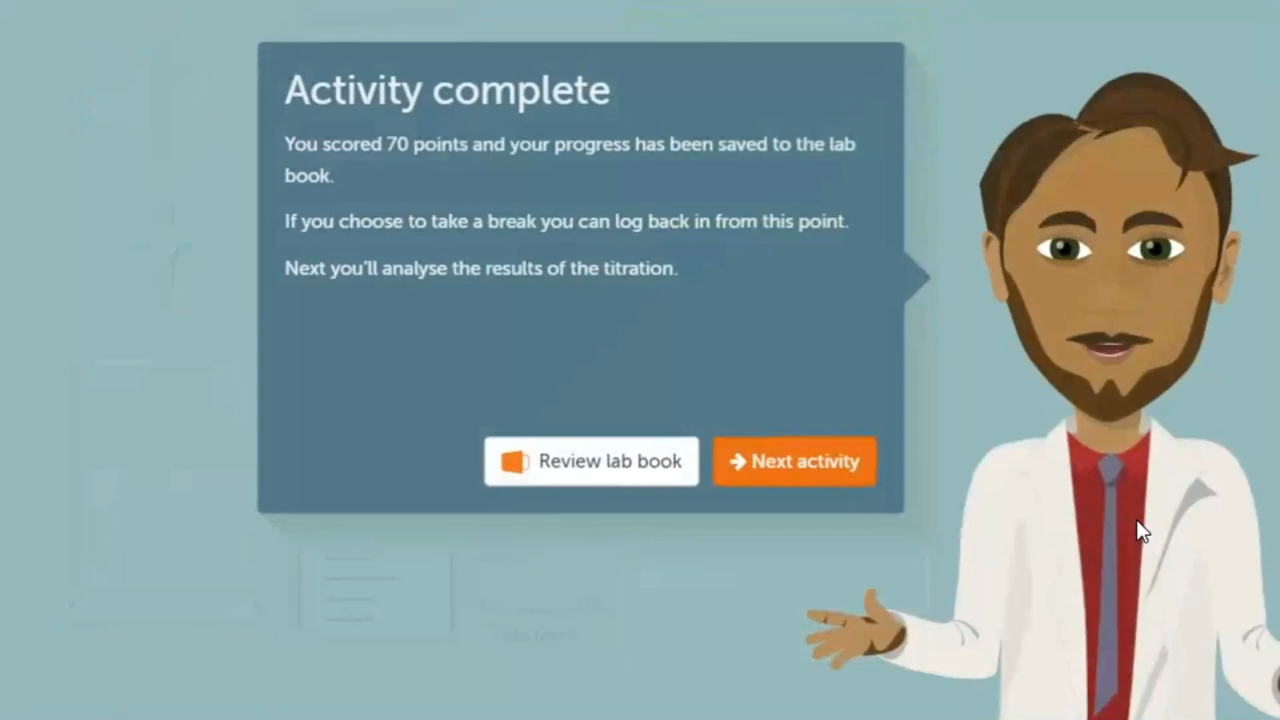 Activity complete
You scored 70 points and your progress has been saved to the lab
book.
If you choose to take a break you can log back in from this point.
Next you'll analyse the results of the titration.
Review lab book
Next activity